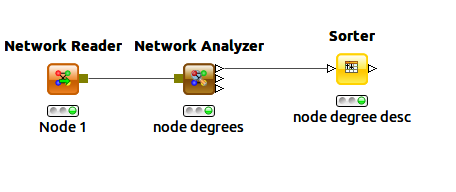 Network Reader
Node 1
Network Analyzer
node degrees
Sorter
node degree desc